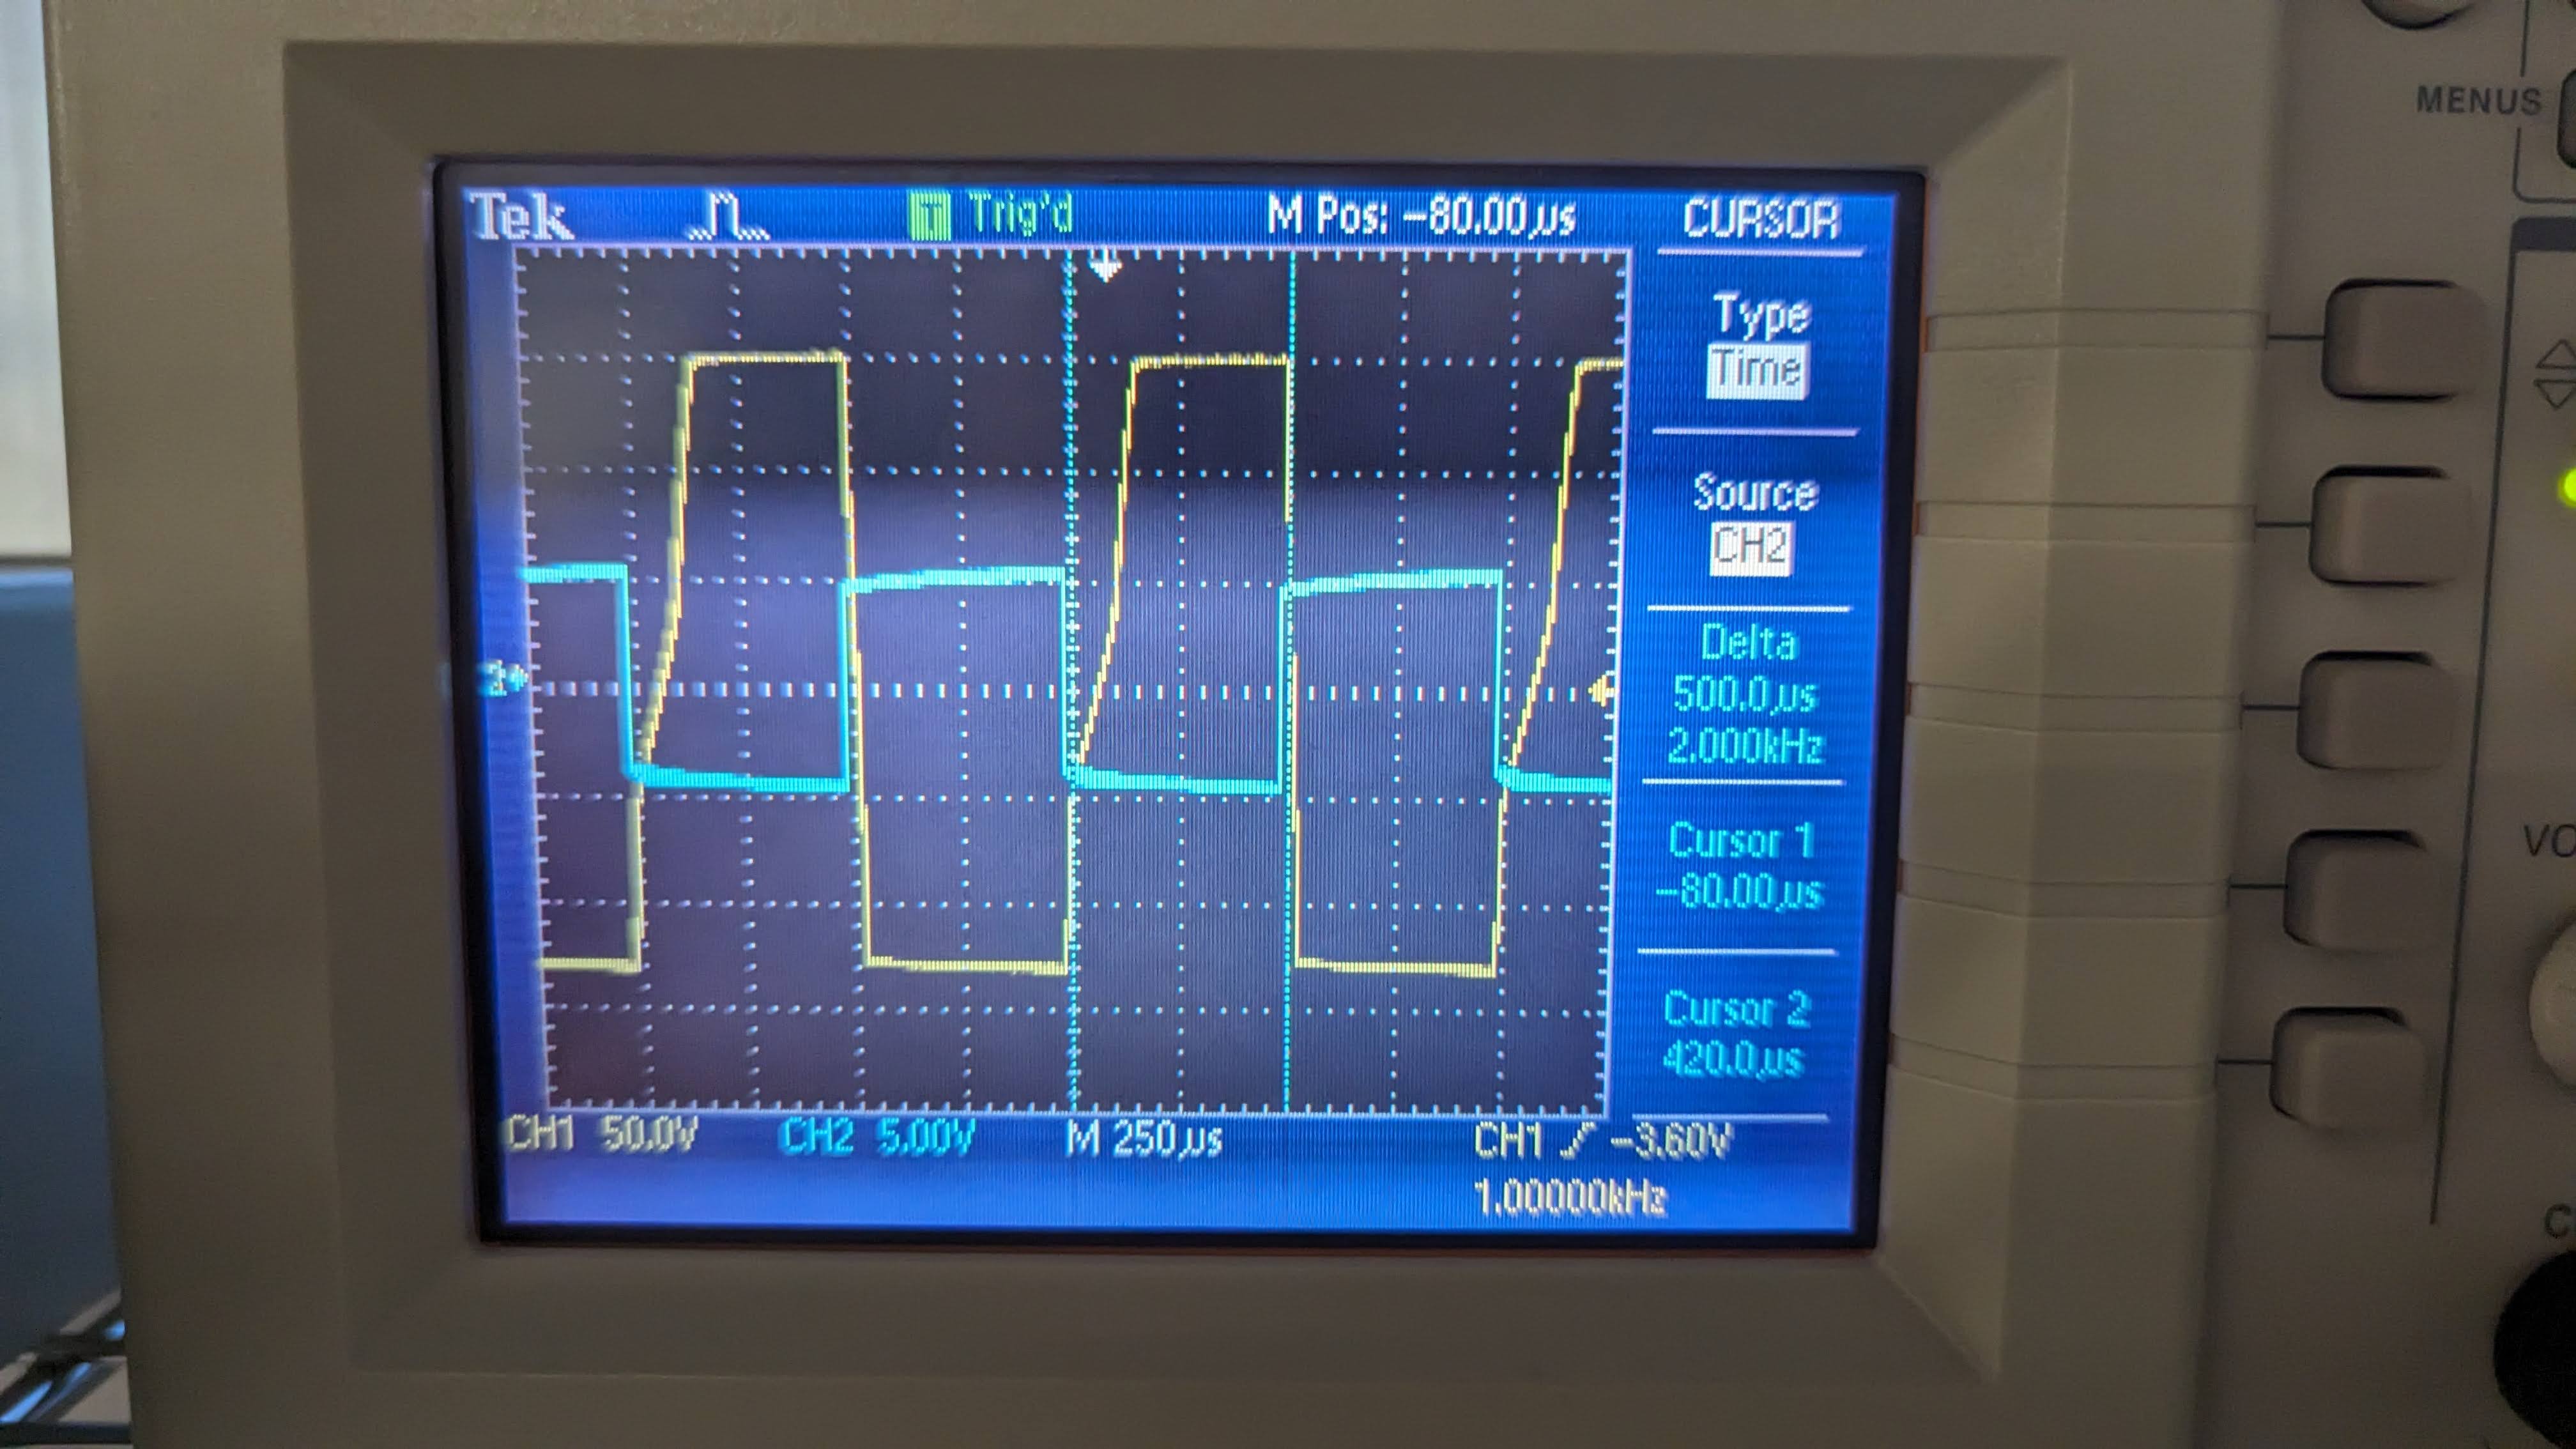 MENUS
Tek T Trig'd M Pos: -80.00µs CURSOR
Type
Time
Source
CH2
Delta
500.0µs
2.000kHz
Cursor 1
-80.00µs
Cursor 2
420.0µs
CH1 50.0V CH2 5.00V M 250µs CH1 -3.60V
1.00000kHz
VO
C